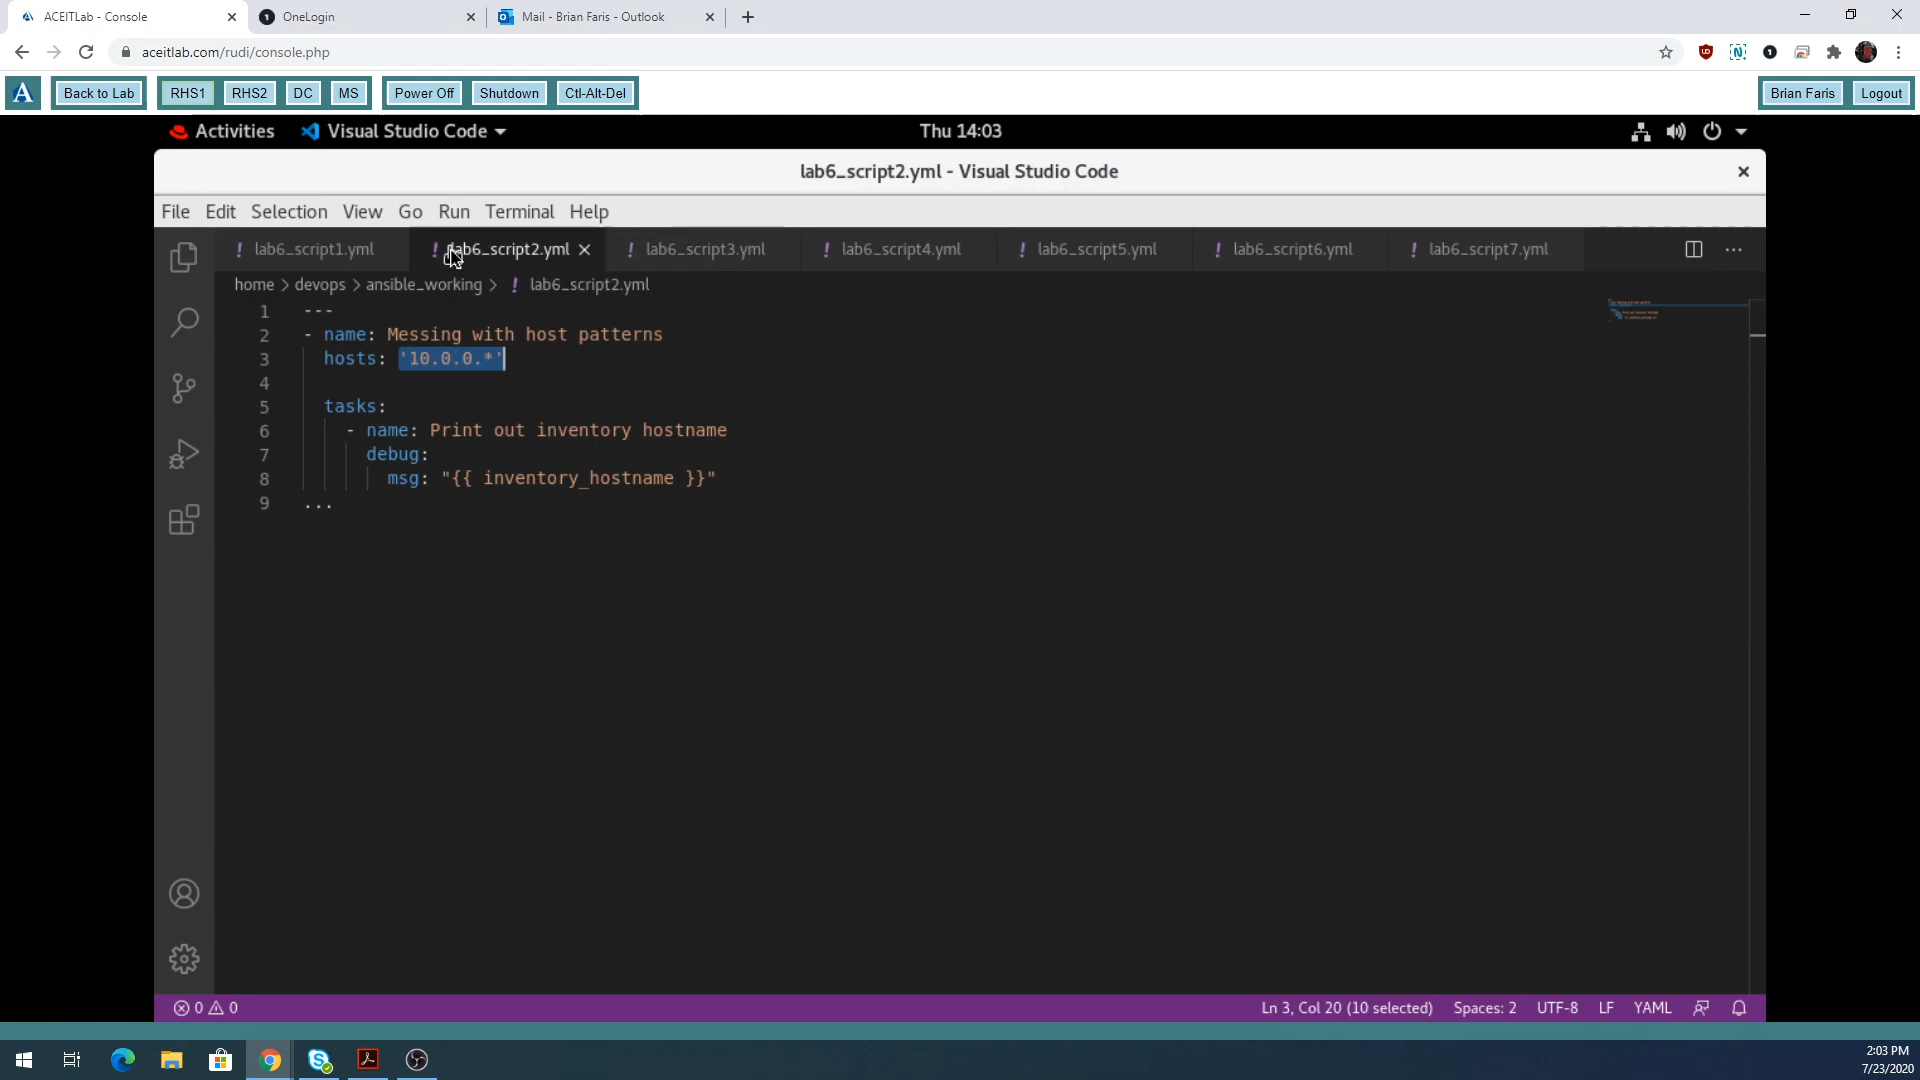 ACEITLab - Console
OneLogin
Mail - Brian Faris - Outlook
aceitlab.com/rudi/console.php
Back to Lab
RHS1
RHS2
DC
MS
Power Off
Shutdown
Ctl-Alt-Del
Brian Faris
Logout
Activities
Visual Studio Code
Thu 14:03
lab6_script2.yml - Visual Studio Code
File Edit Selection View Go Run Terminal Help
! lab6_script1.yml
! lab6_script2.yml
! lab6_script3.yml
! lab6_script4.yml
! lab6_script5.yml
! lab6_script6.yml
! lab6_script7.yml
home > devops > ansible_working > ! lab6_script2.yml
1 ---
2 - name: Messing with host patterns
3 hosts: '10.0.0.*'
4
5 tasks:
6 - name: Print out inventory hostname
7 debug:
8 msg: "{{ inventory_hostname }}"
9 ...
0 0
Ln 3, Col 20 (10 selected)
Spaces: 2
UTF-8
LF
YAML
2:03 PM
7/23/2020